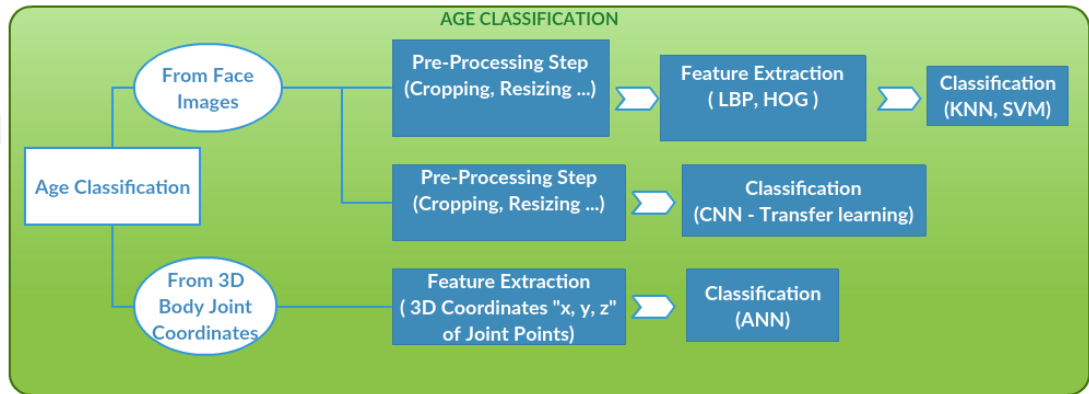 AGE CLASSIFICATION
From Face
Images
Pre-Processing Step
(Cropping, Resizing ...)
Feature Extraction
( LBP, HOG )
Classification
(KNN, SVM)
Age Classification
Pre-Processing Step
(Cropping, Resizing ...)
Classification
(CNN - Transfer learning)
From 3D
Body Joint
Coordinates
Feature Extraction
( 3D Coordinates "x, y, z"
of Joint Points)
Classification
(ANN)